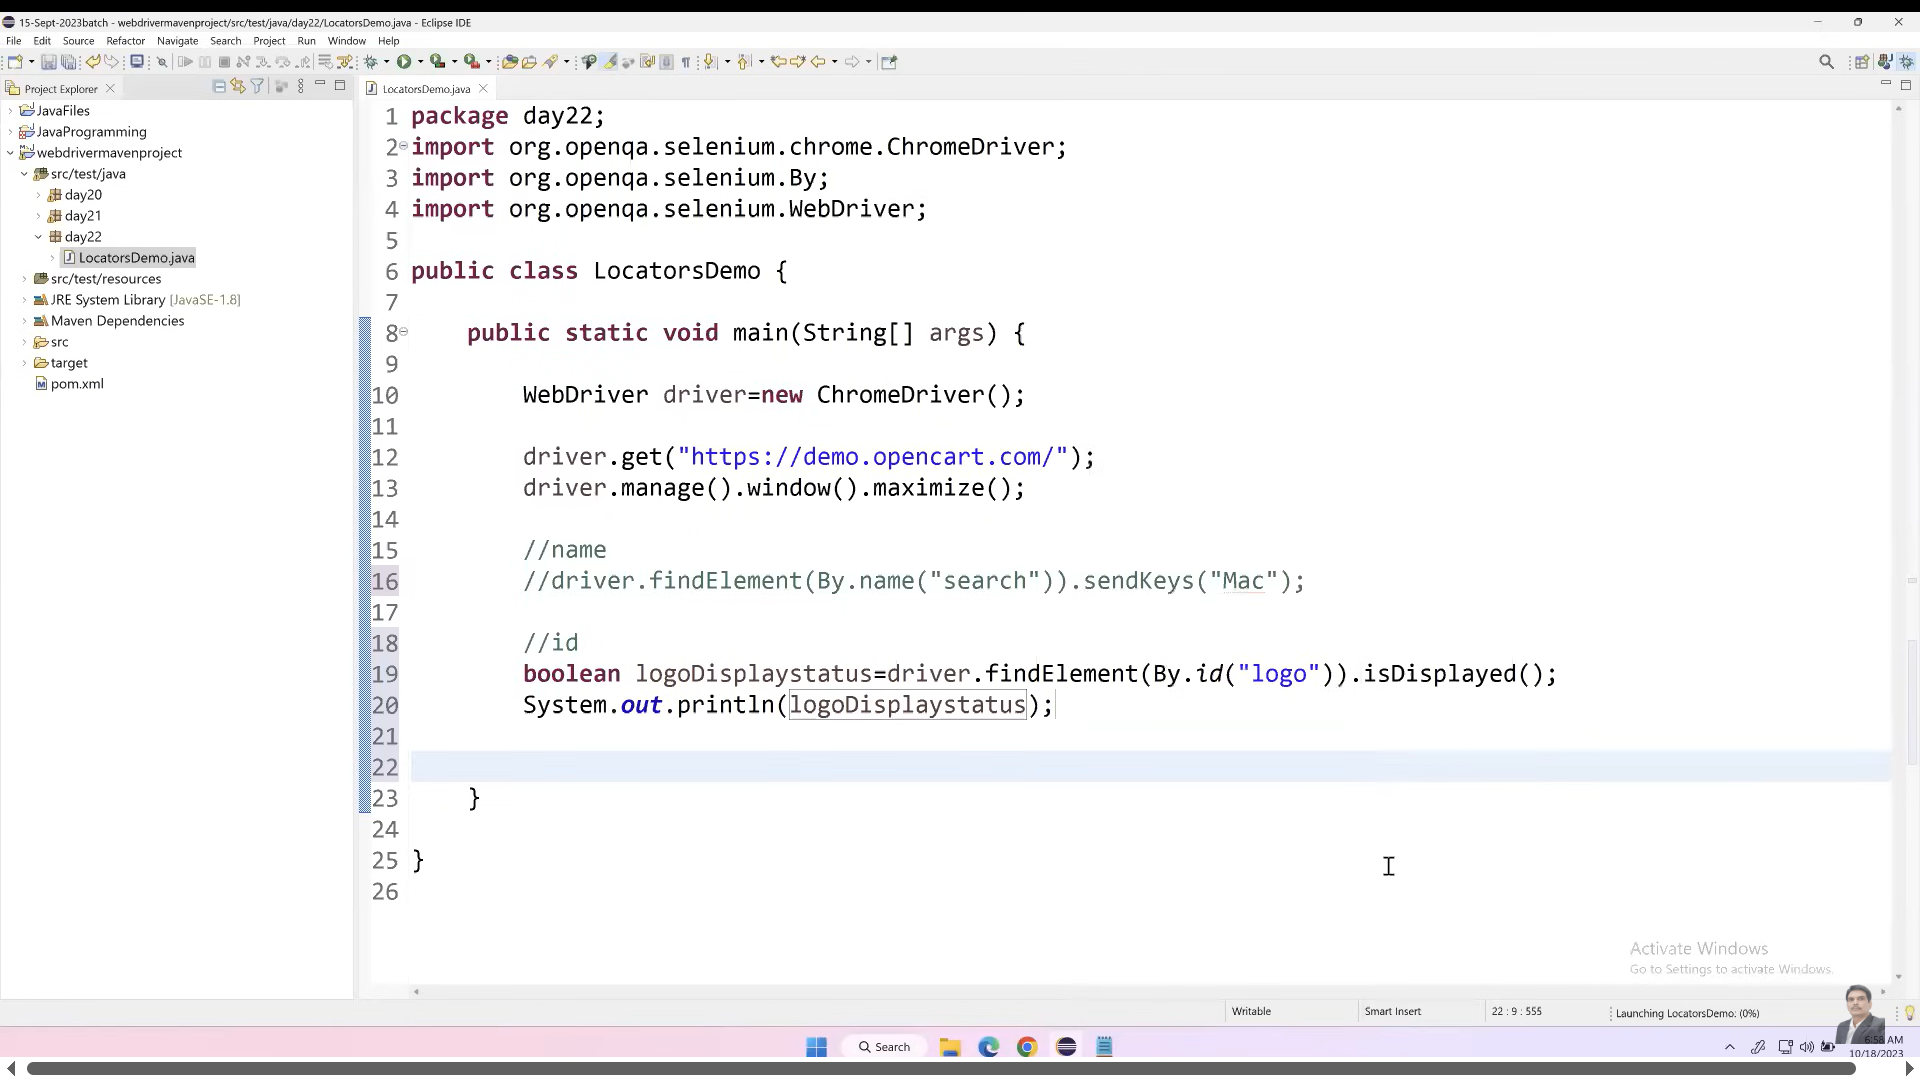 15-Sept-2023batch - webdrivermavenproject/src/test/java/day22/LocatorsDemo.java - Eclipse IDE
File Edit Source Refactor Navigate Search Project Run Window Help
Project Explorer
JavaFiles
JavaProgramming
webdrivermavenproject
src/test/java
day20
day21
day22
LocatorsDemo.java
src/test/resources
JRE System Library [JavaSE-1.8]
Maven Dependencies
src
target
pom.xml
LocatorsDemo.java
1 package day22;
2 import org.openqa.selenium.chrome.ChromeDriver;
3 import org.openqa.selenium.By;
4 import org.openqa.selenium.WebDriver;
5
6 public class LocatorsDemo {
7
8 public static void main(String[] args) {
9
10 WebDriver driver=new ChromeDriver();
11
12 driver.get("https://demo.opencart.com/");
13 driver.manage().window().maximize();
14
15 //name
16 //driver.findElement(By.name("search")).sendKeys("Mac");
17
18 //id
19 boolean logoDisplaystatus=driver.findElement(By.id("logo")).isDisplayed();
20 System.out.println(logoDisplaystatus);
21
22
23 }
24
25 }
26
Activate Windows
Go to Settings to activate Windows.
Writable Smart Insert 22 : 9 : 555 Launching LocatorsDemo: (0%)
Search
6:58 AM
10/18/2023